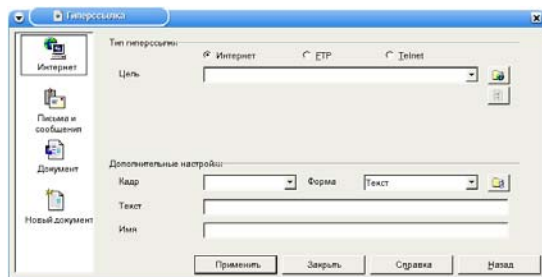 Гиперссылка
Интернет
Письма и сообщения
Документ
Новый документ
Тип гиперссылки
Интернет
FTP
Telnet
Цель
Дополнительные настройки
Кадр
Форма
Текст
Текст
Имя
Применить
Закрыть
Справка
Назад